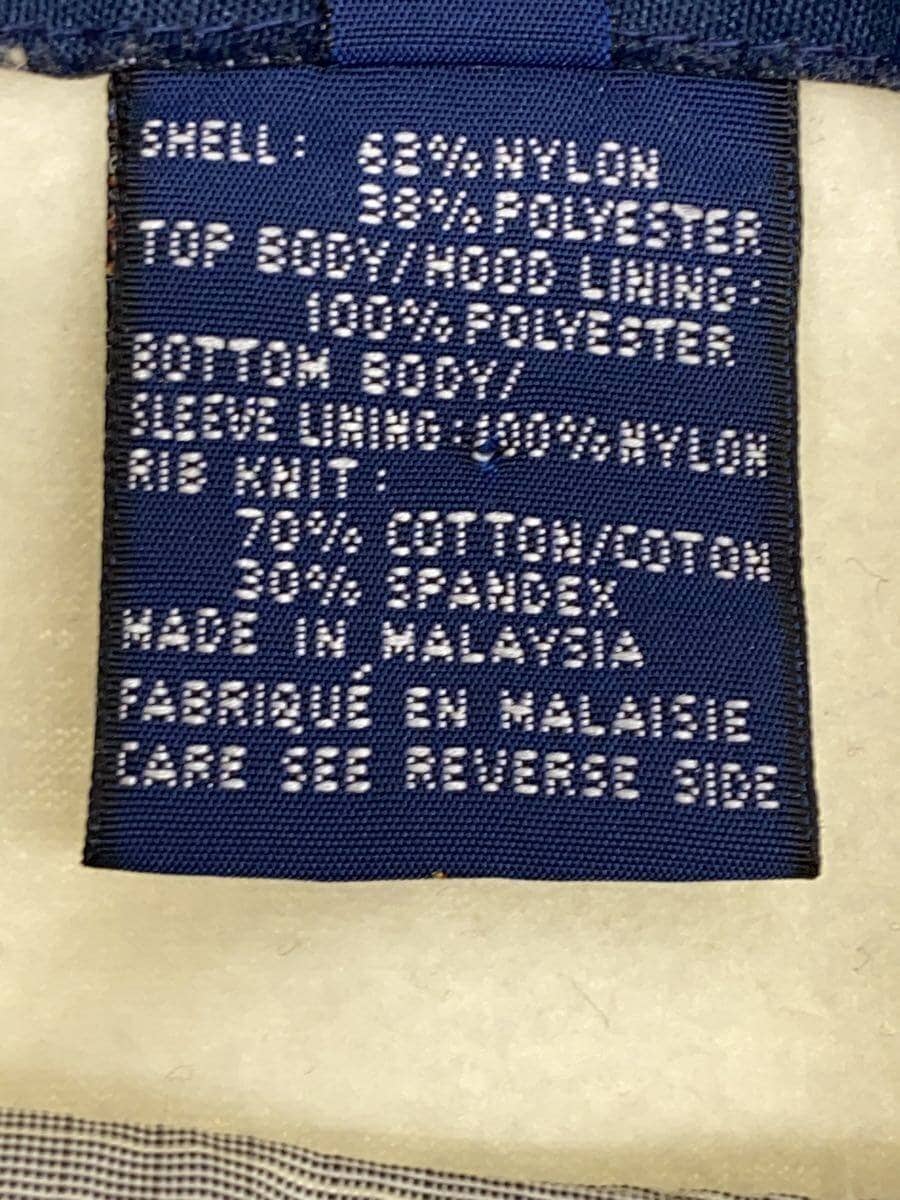 SHELL: 62% NYLON
38% POLYESTER
TOP BODY/HOOD LINING:
100% POLYESTER
BOTTOM BODY/
SLEEVE LINING: 100% NYLON
RIB KNIT:
70% COTTON/COTON
30% SPANDEX
MADE IN MALAYSIA
FABRIQUÉ EN MALAISIE
CARE SEE REVERSE SIDE